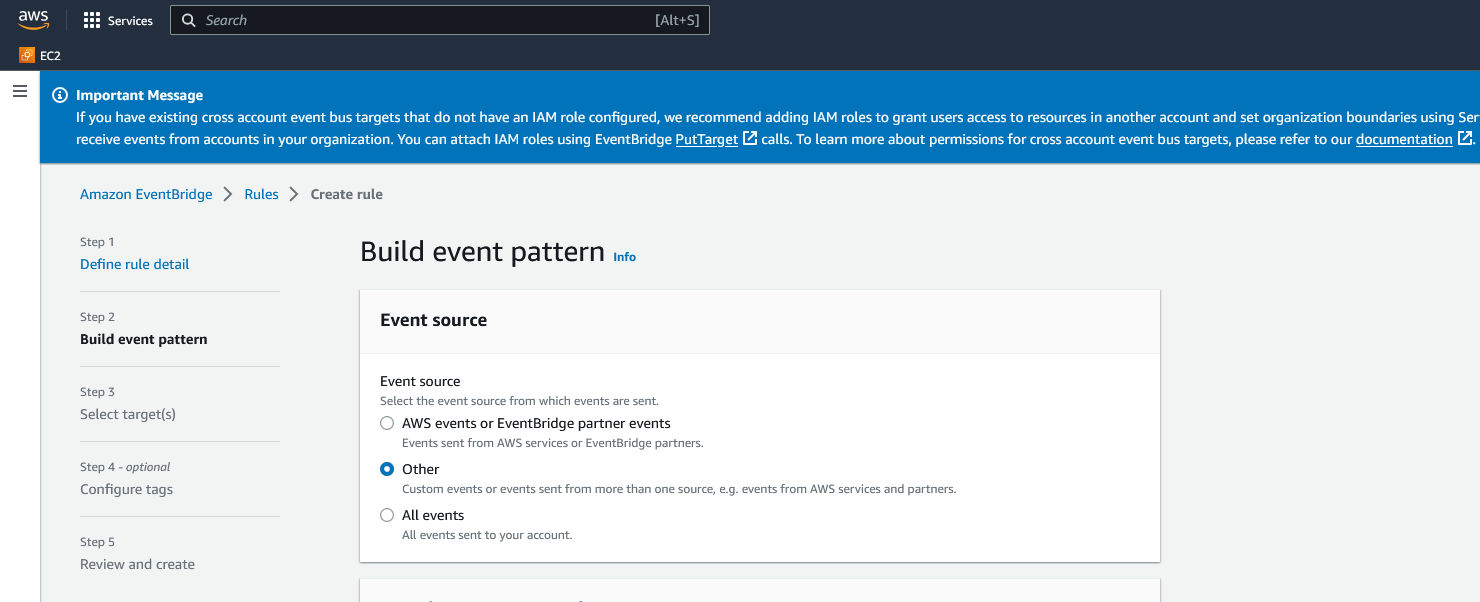 aws
Services
Search
[Alt+S]
EC2
Important Message
If you have existing cross account event bus targets that do not have an IAM role configured, we recommend adding IAM roles to grant users access to resources in another account and set organization boundaries using Ser
receive events from accounts in your organization. You can attach IAM roles using EventBridge PutTarget calls. To learn more about permissions for cross account event bus targets, please refer to our documentation .
Amazon EventBridge
Rules
Create rule
Step 1
Define rule detail
Step 2
Build event pattern
Step 3
Select target(s)
Step 4 - optional
Configure tags
Step 5
Review and create
Build event pattern Info
Event source
Event source
Select the event source from which events are sent.
AWS events or EventBridge partner events
Events sent from AWS services or EventBridge partners.
Other
Custom events or events sent from more than one source, e.g. events from AWS services and partners.
All events
All events sent to your account.